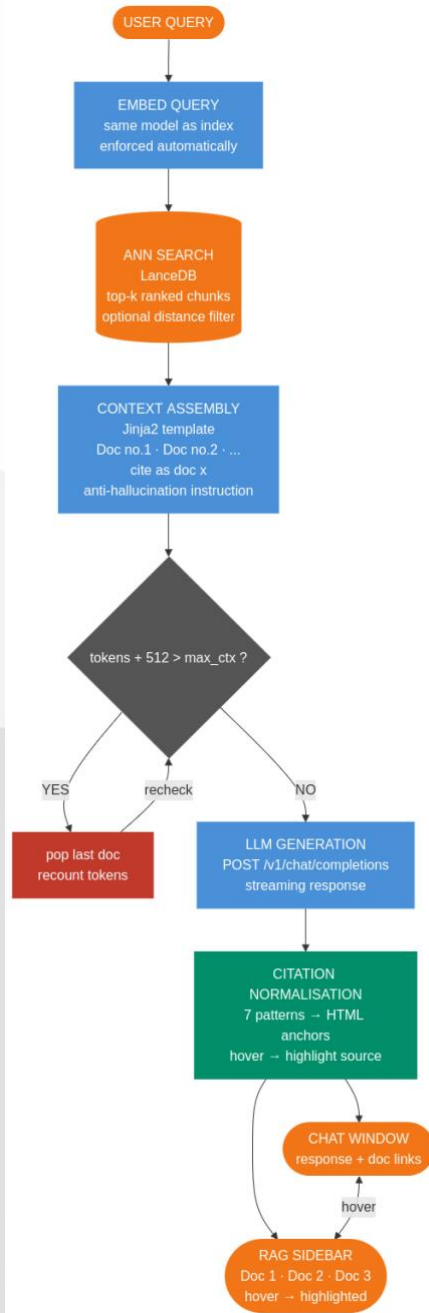 USER QUERY
EMBED QUERY
same model as index
enforced automatically
ANN SEARCH
LanceDB
top-k ranked chunks
optional distance filter
CONTEXT ASSEMBLY
Jinja2 template
Doc no.1 · Doc no.2 · ...
cite as doc x
anti-hallucination instruction
tokens + 512 > max_ctx ?
YES
recheck
NO
pop last doc
recount tokens
LLM GENERATION
POST /v1/chat/completions
streaming response
CITATION
NORMALISATION
7 patterns → HTML
anchors
hover → highlight source
CHAT WINDOW
response + doc links
hover
RAG SIDEBAR
Doc 1 · Doc 2 · Doc 3
hover → highlighted